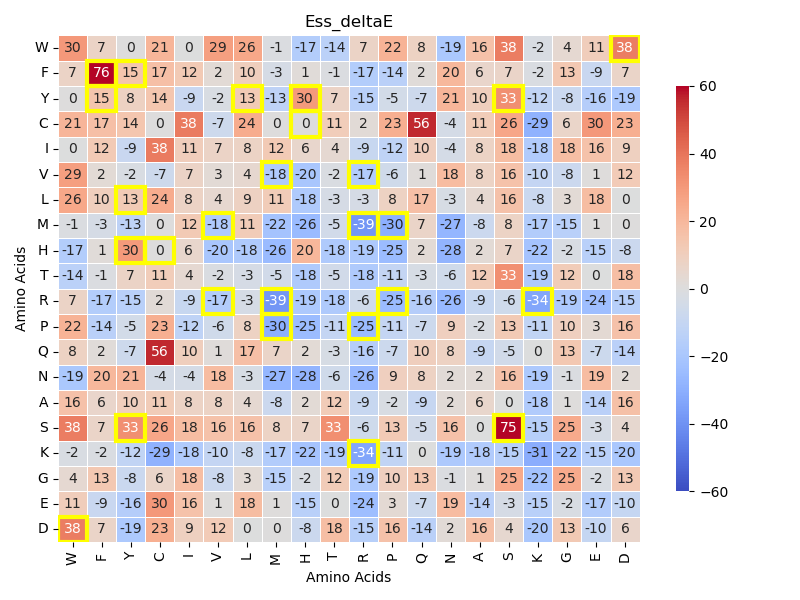 Ess_deltaE
W 30 7 0 21 0 29 26 -1 -17 -14 7 22 8 -19 16 38 -2 4 11 38
F 7 76 15 17 12 2 10 -3 1 -1 -17 -14 2 20 6 7 -2 13 -9 7
Y 0 15 8 14 -9 -2 13 -13 30 7 -15 -5 -7 21 10 33 -12 -8 -16 -19
C 21 17 14 0 38 -7 24 0 0 11 2 23 56 -4 11 26 -29 6 30 23
I 0 12 -9 38 11 7 8 12 6 4 -9 -12 10 -4 8 18 -18 18 16 9
V 29 2 -2 -7 7 3 4 -18 -20 -2 -17 -6 1 18 8 16 -10 -8 1 12
L 26 10 13 24 8 4 9 11 -18 -3 -3 8 17 -3 4 16 -8 3 18 0
M -1 -3 -13 0 12 -18 11 -22 -26 -5 -39 -30 7 -27 -8 8 -17 -15 1 0
H -17 1 30 0 6 -20 -18 -26 20 -18 -19 -25 2 -28 2 7 -22 -2 -15 -8
T -14 -1 7 11 4 -2 -3 -5 -18 -5 -18 -11 -3 -6 12 33 -19 12 0 18
R 7 -17 -15 2 -9 -17 -3 -39 -19 -18 -6 -25 -16 -26 -9 -6 -34 -19 -24 -15
P 22 -14 -5 23 -12 -6 8 -30 -25 -11 -25 -11 -7 9 -2 13 -11 10 3 16
Q 8 2 -7 56 10 1 17 7 2 -3 -16 -7 10 8 -9 -5 0 13 -7 -14
N -19 20 21 -4 -4 18 -3 -27 -28 -6 -26 9 8 2 2 16 -19 -1 19 2
A 16 6 10 11 8 8 4 -8 2 12 -9 -2 -9 2 6 0 -18 1 -14 16
S 38 7 33 26 18 16 16 8 7 33 -6 13 -5 16 0 75 -15 25 -3 4
K -2 -2 -12 -29 -18 -10 -8 -17 -22 -19 -34 -11 0 -19 -18 -15 -31 -22 -15 -20
G 4 13 -8 6 18 -8 3 -15 -2 12 -19 10 13 -1 1 25 -22 25 -2 13
E 11 -9 -16 30 16 1 18 1 -15 0 -24 3 -7 19 -14 -3 -15 -2 -17 -10
D 38 7 -19 23 9 12 0 0 -8 18 -15 16 -14 2 16 4 -20 13 -10 6
W F Y C I V L M H T R P Q N A S K G E D
Amino Acids
Amino Acids
60
40
20
0
−20
−40
−60